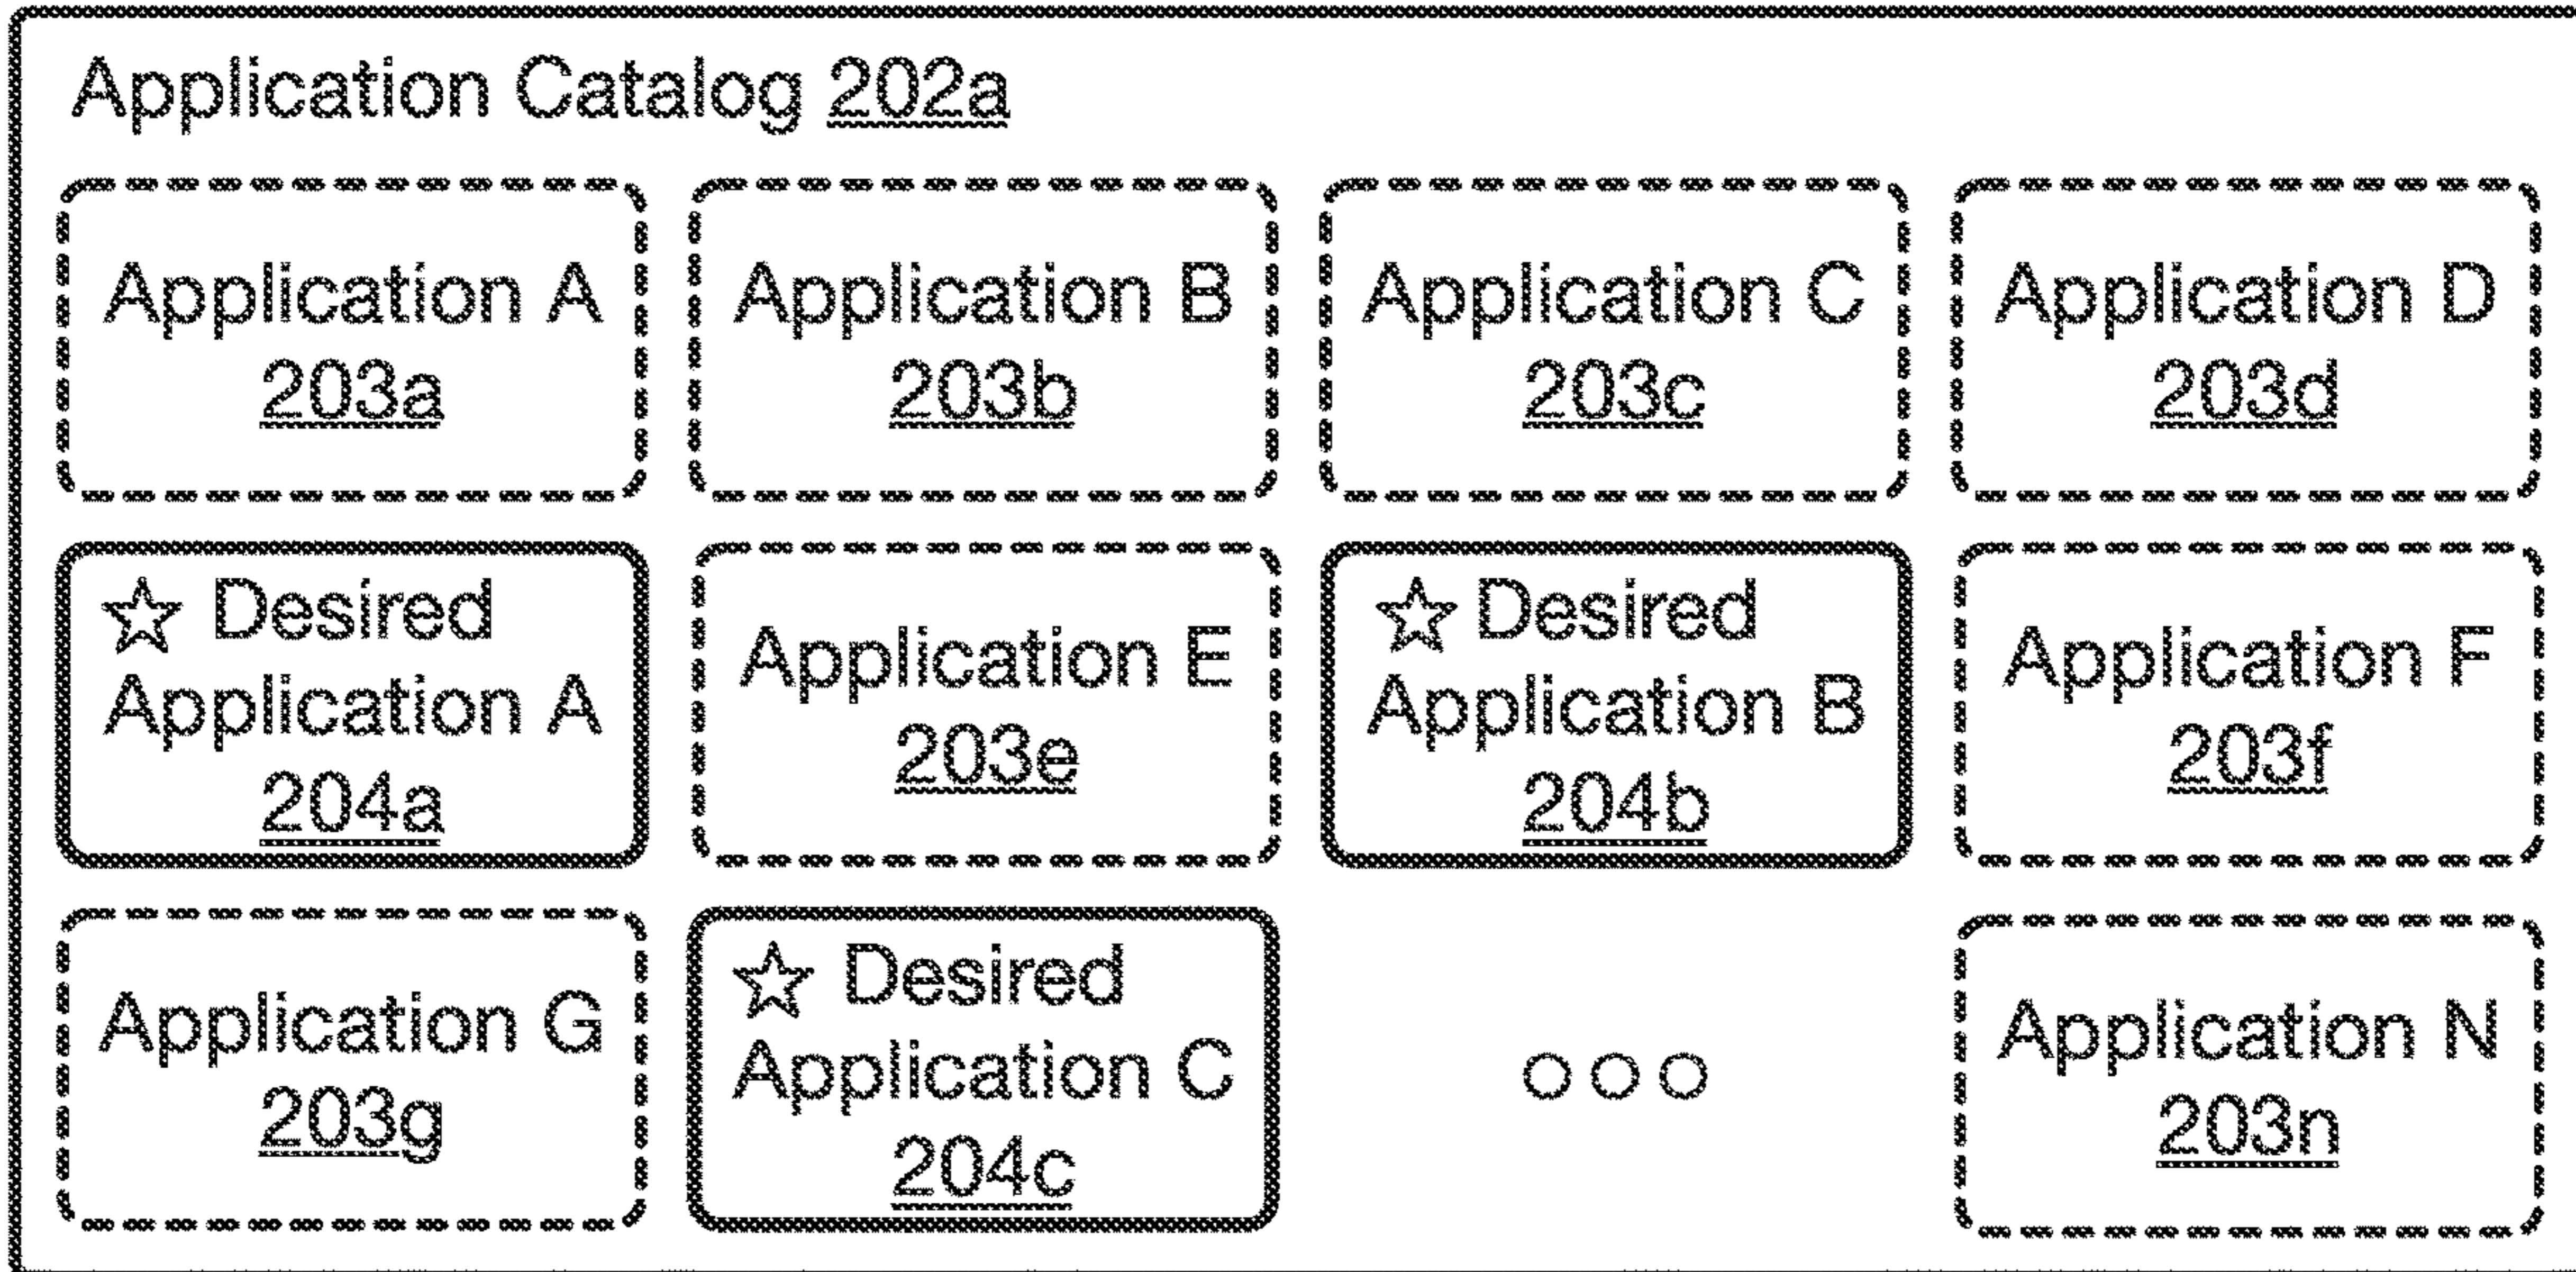 Application Catalog 202a
Application A
203a
Application B
203b
Application C
203c
Application D
203d
☆ Desired
Application A
204a
Application E
203e
☆ Desired
Application B
204b
Application F
203f
Application G
203g
☆ Desired
Application C
204c
○○○
Application N
203n